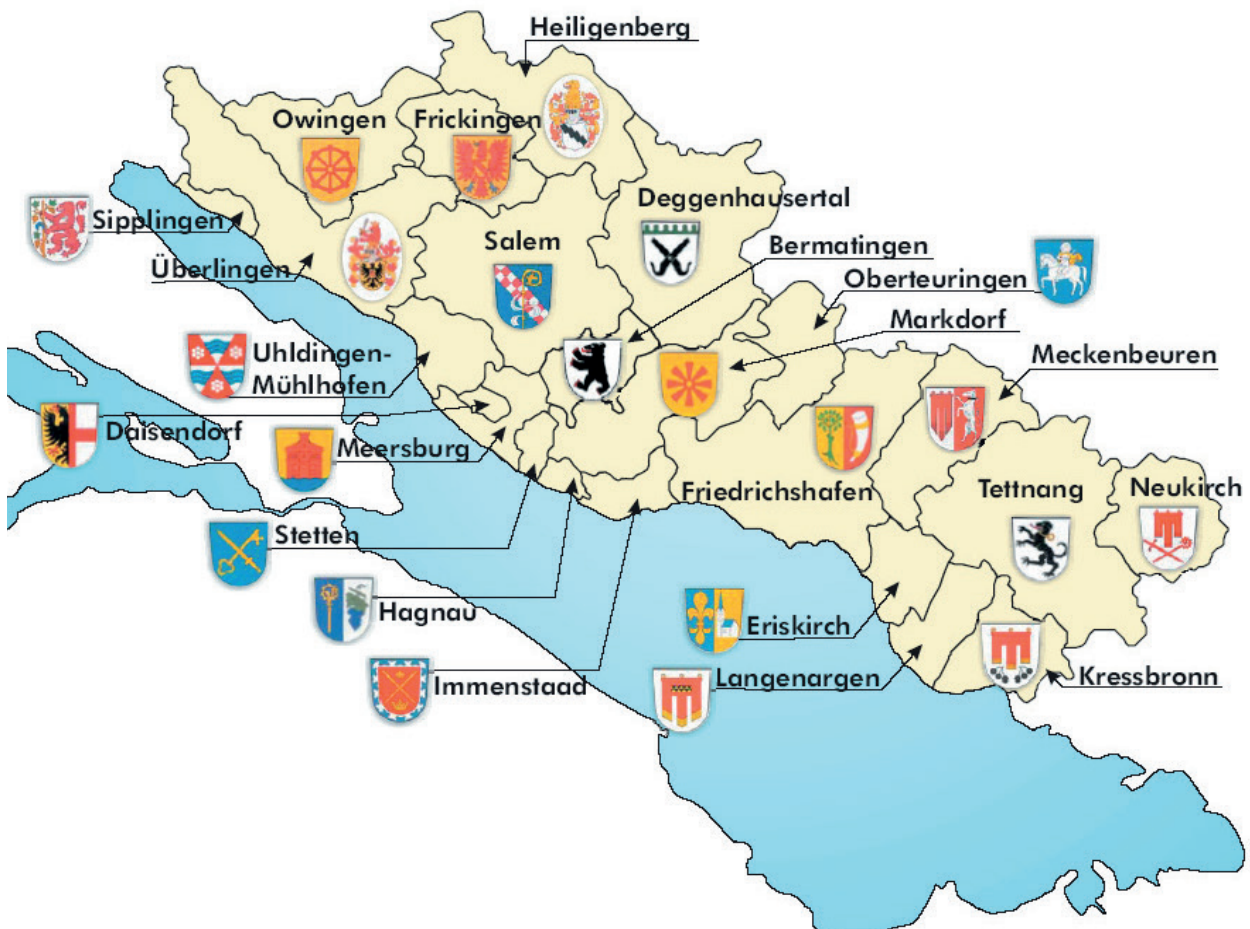 Heiligenberg
Owingen
Frickingen
Deggenhausertal
Sipplingen
Salem
Bermatingen
Überlingen
Oberteuringen
Markdorf
Uhldingen-
Mühlhofen
Meckenbeuren
Daisendorf
Meersburg
Friedrichshafen
Tettnang
Neukirch
Stetten
Hagnau
Eriskirch
Immenstaad
Langenargen
Kressbronn